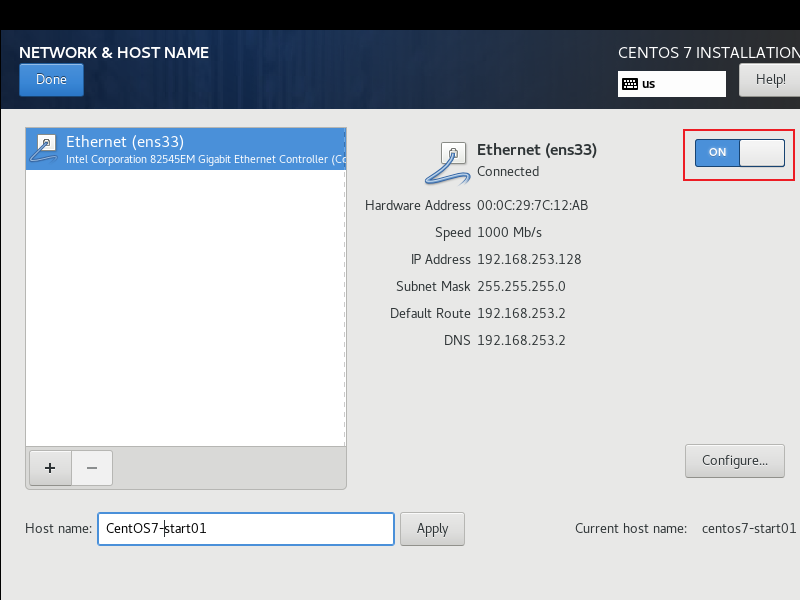 NETWORK & HOST NAME
CENTOS 7 INSTALLATION
Done
us
Help!
Ethernet (ens33)
Intel Corporation 82545EM Gigabit Ethernet Controller (Co
Ethernet (ens33)
Connected
ON
Hardware Address 00:0C:29:7C:12:AB
Speed 1000 Mb/s
IP Address 192.168.253.128
Subnet Mask 255.255.255.0
Default Route 192.168.253.2
DNS 192.168.253.2
+ −
Configure...
Host name: CentOS7-start01 Apply Current host name: centos7-start01